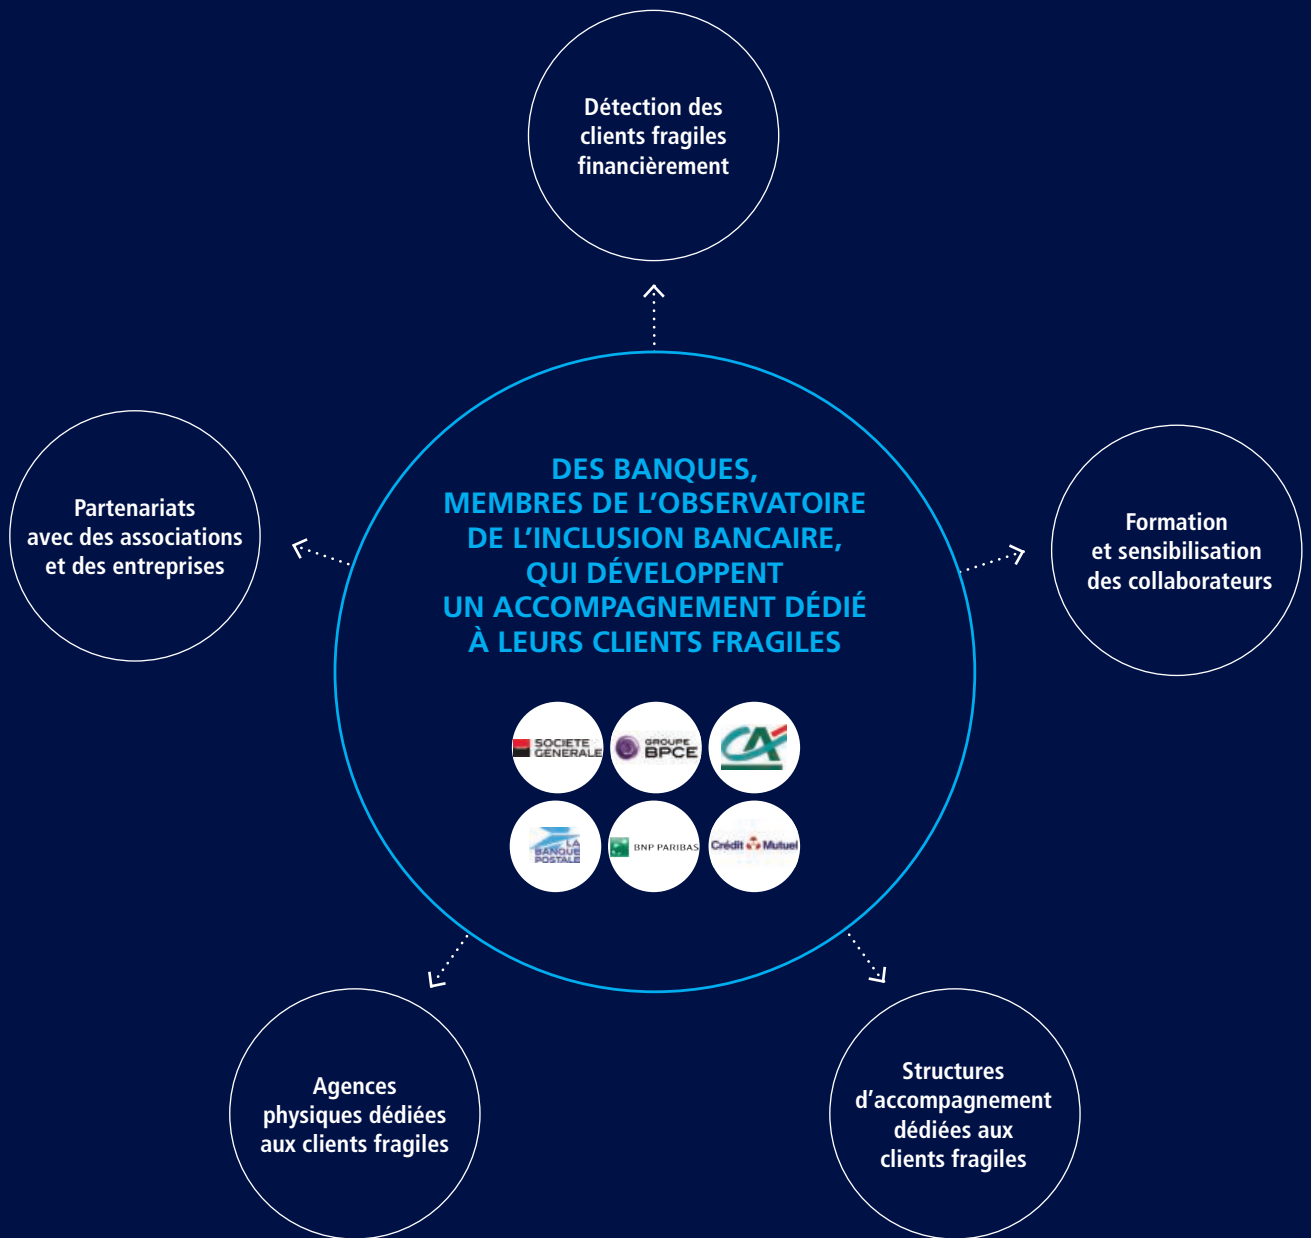 Détection des
clients fragiles
financièrement
Partenariats
avec des associations
et des entreprises
DES BANQUES,
MEMBRES DE L’OBSERVATOIRE
DE L’INCLUSION BANCAIRE,
QUI DÉVELOPPENT
UN ACCOMPAGNEMENT DÉDIÉ
À LEURS CLIENTS FRAGILES
Formation
et sensibilisation
des collaborateurs
SOCIETE
GENERALE
GROUPE
BPCE
CA
LA
BANQUE
POSTALE
BNP PARIBAS
Crédit Mutuel
Agences
physiques dédiées
aux clients fragiles
Structures
d’accompagnement
dédiées aux
clients fragiles